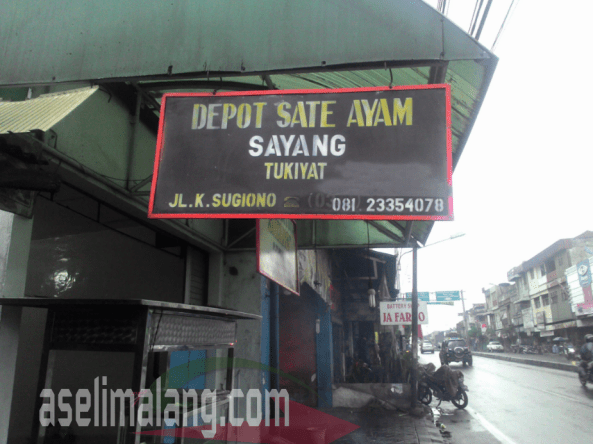 DEPOT SATE AYAM
SAYANG
TUKIYAT
JL.K.SUGIONO ☎ 081 23354078
JA FAR
aselimalang.com